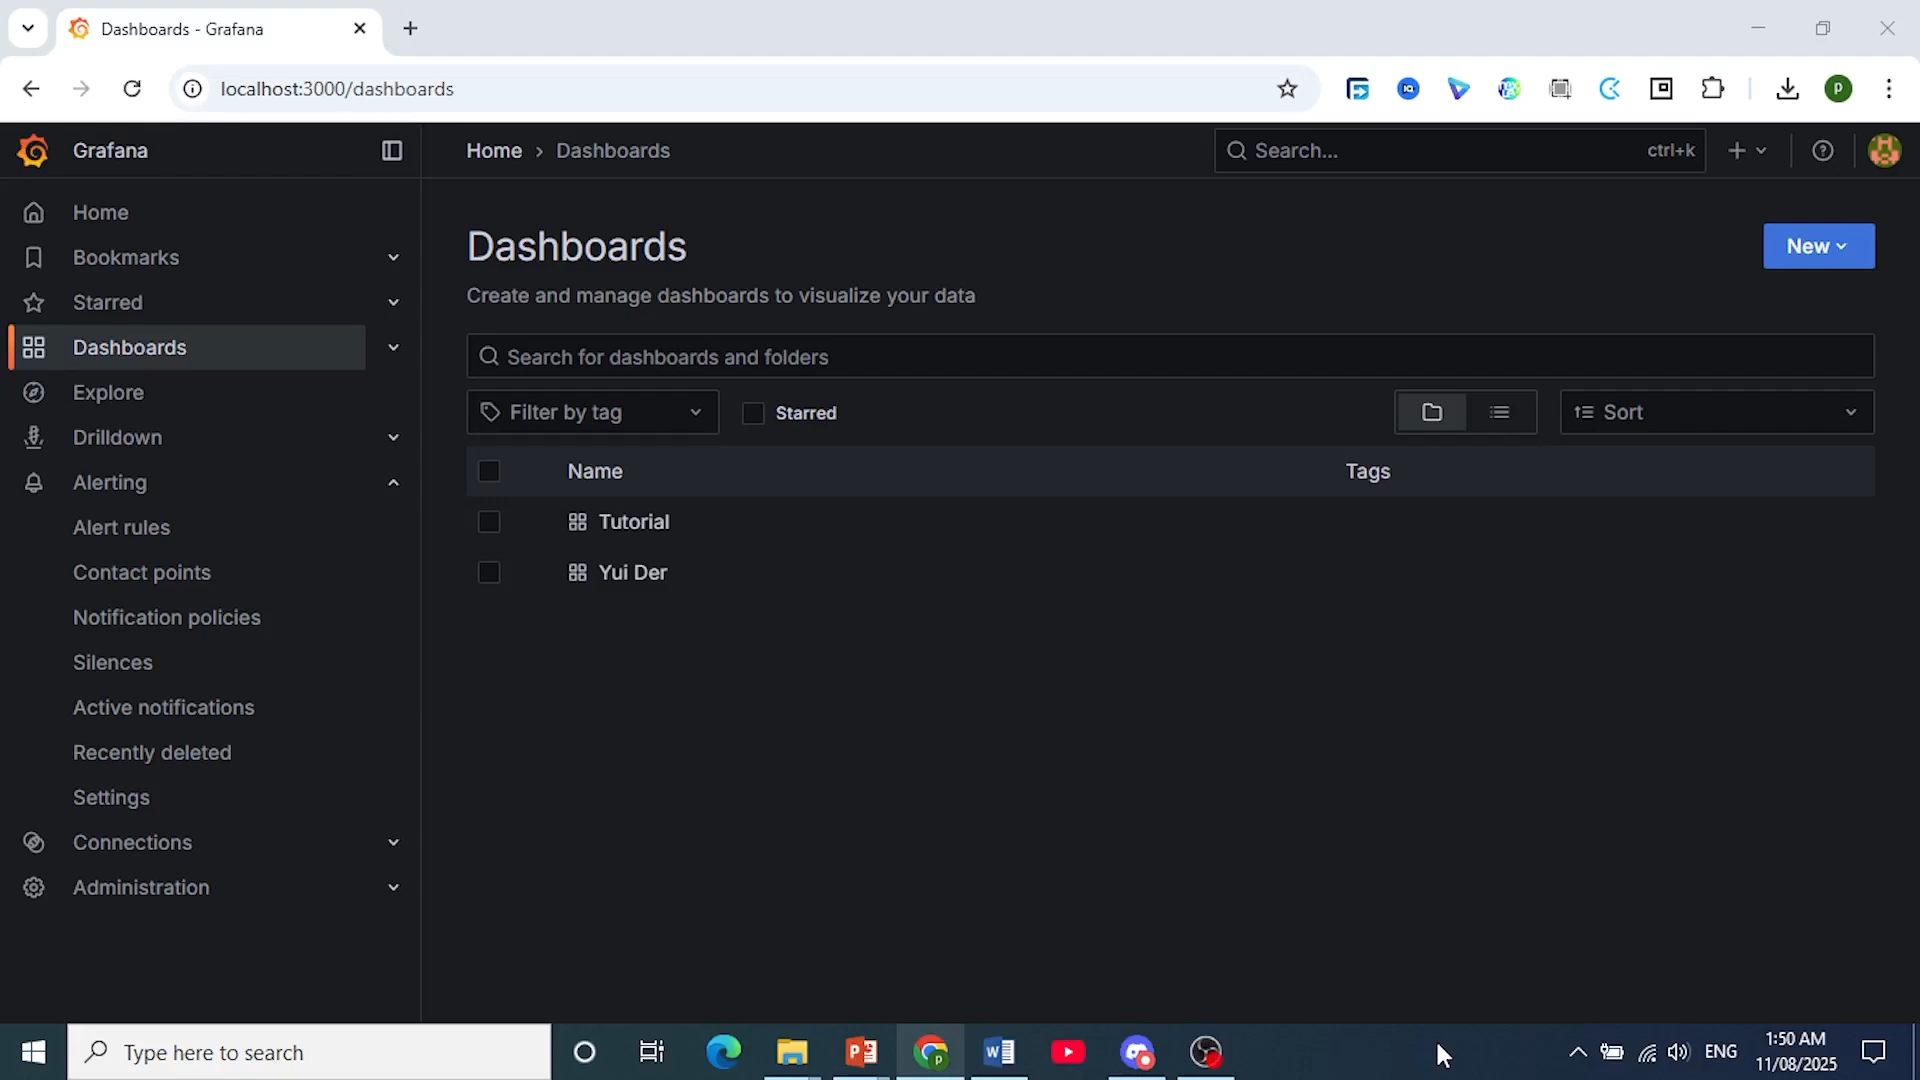 Dashboards - Grafana
localhost:3000/dashboards
P
Grafana
Home › Dashboards
Search...
ctrl+k
Home
Bookmarks
Starred
Dashboards
Explore
Drilldown
Alerting
Alert rules
Contact points
Notification policies
Silences
Active notifications
Recently deleted
Settings
Connections
Administration
Dashboards
New
Create and manage dashboards to visualize your data
Search for dashboards and folders
Filter by tag
Starred
Sort
Name
Tags
Tutorial
Yui Der
Type here to search
ENG
1:50 AM
11/08/2025